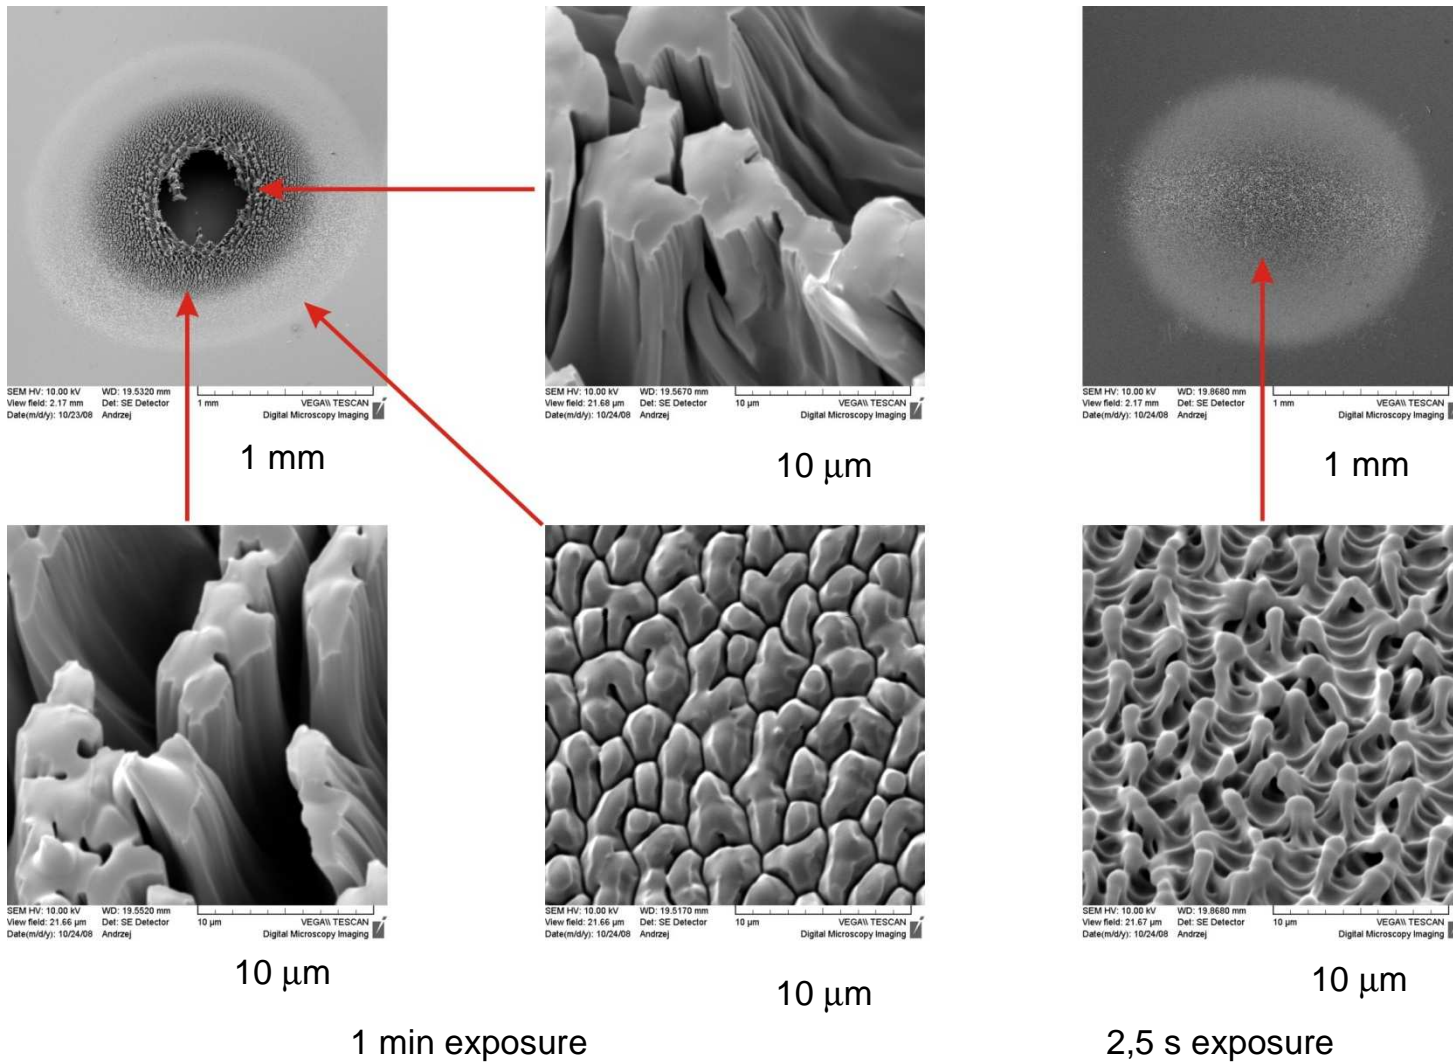 SEM HV: 10.00 kV WD: 19.5320 mm
View field: 2.17 mm Det: SE Detector 1 mm VEGA\\ TESCAN
Date(m/d/y): 10/23/08 Andrzej Digital Microscopy Imaging
1 mm
SEM HV: 10.00 kV WD: 19.5670 mm
View field: 21.68 µm Det: SE Detector 10 µm VEGA\\ TESCAN
Date(m/d/y): 10/24/08 Andrzej Digital Microscopy Imaging
10 µm
SEM HV: 10.00 kV WD: 19.8680 mm
View field: 2.17 mm Det: SE Detector 1 mm VEGA\\ TESCAN
Date(m/d/y): 10/24/08 Andrzej Digital Microscopy Imaging
1 mm
SEM HV: 10.00 kV WD: 19.5520 mm
View field: 21.66 µm Det: SE Detector 10 µm VEGA\\ TESCAN
Date(m/d/y): 10/24/08 Andrzej Digital Microscopy Imaging
10 µm
SEM HV: 10.00 kV WD: 19.5170 mm
View field: 21.66 µm Det: SE Detector 10 µm VEGA\\ TESCAN
Date(m/d/y): 10/24/08 Andrzej Digital Microscopy Imaging
10 µm
SEM HV: 10.00 kV WD: 19.8680 mm
View field: 21.67 µm Det: SE Detector 10 µm VEGA\\ TESCAN
Date(m/d/y): 10/24/08 Andrzej Digital Microscopy Imaging
10 µm
1 min exposure
2,5 s exposure